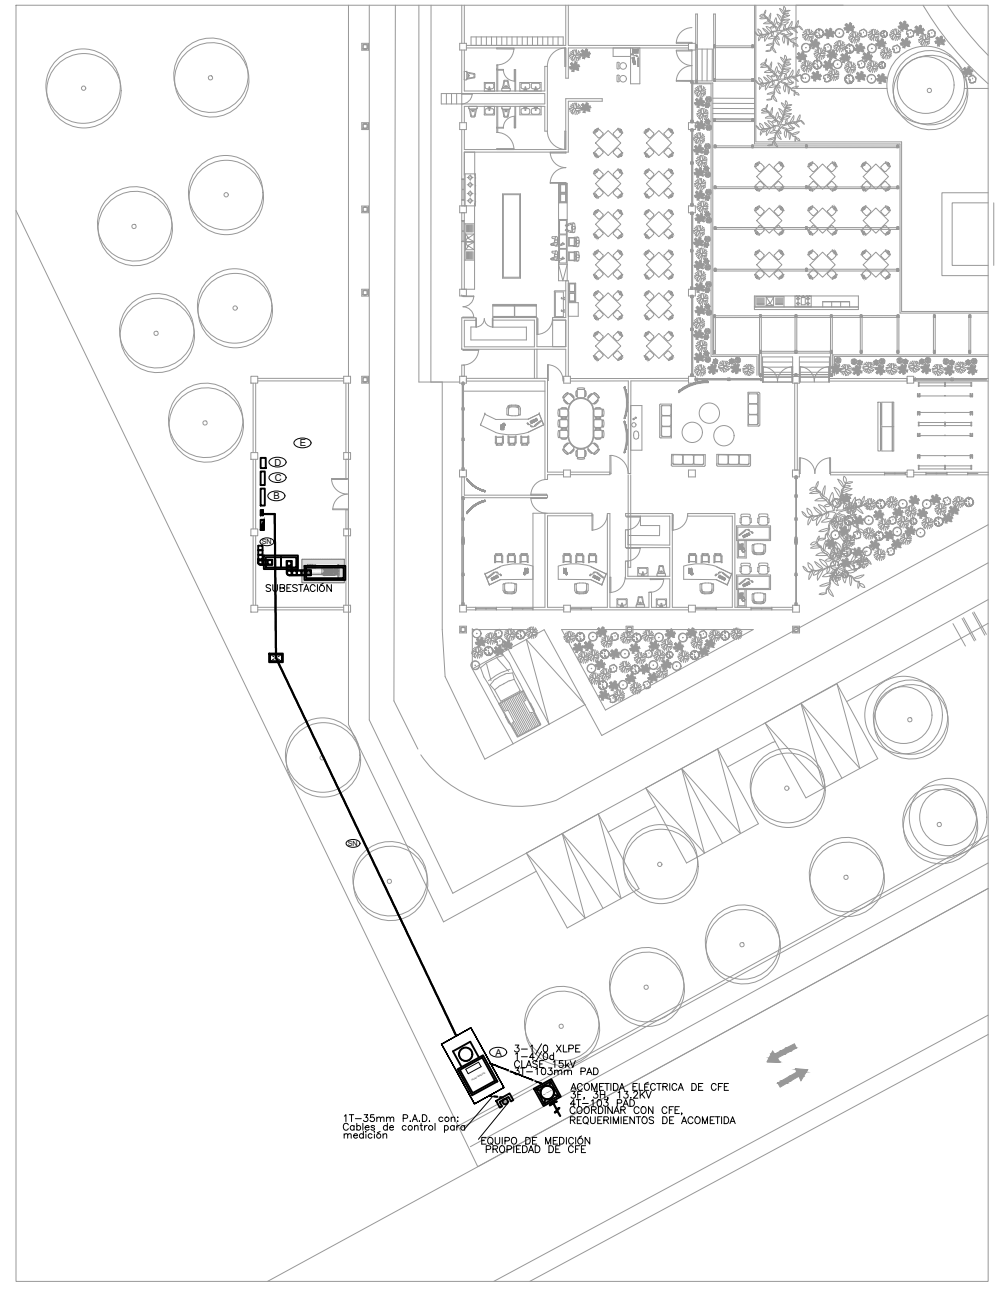 E
D
C
B
SN
SUBESTACIÓN
SN
A
3-1/0 XLPE
1-4/0d
CLASE 15kV
3T-103mm PAD
ACOMETIDA ELÉCTRICA DE CFE
3F, 3H, 13.2KV
4T-103 PAD
COORDINAR CON CFE,
REQUERIMIENTOS DE ACOMETIDA
1T-35mm P.A.D. con:
Cables de control para
medición
EQUIPO DE MEDICIÓN
PROPIEDAD DE CFE